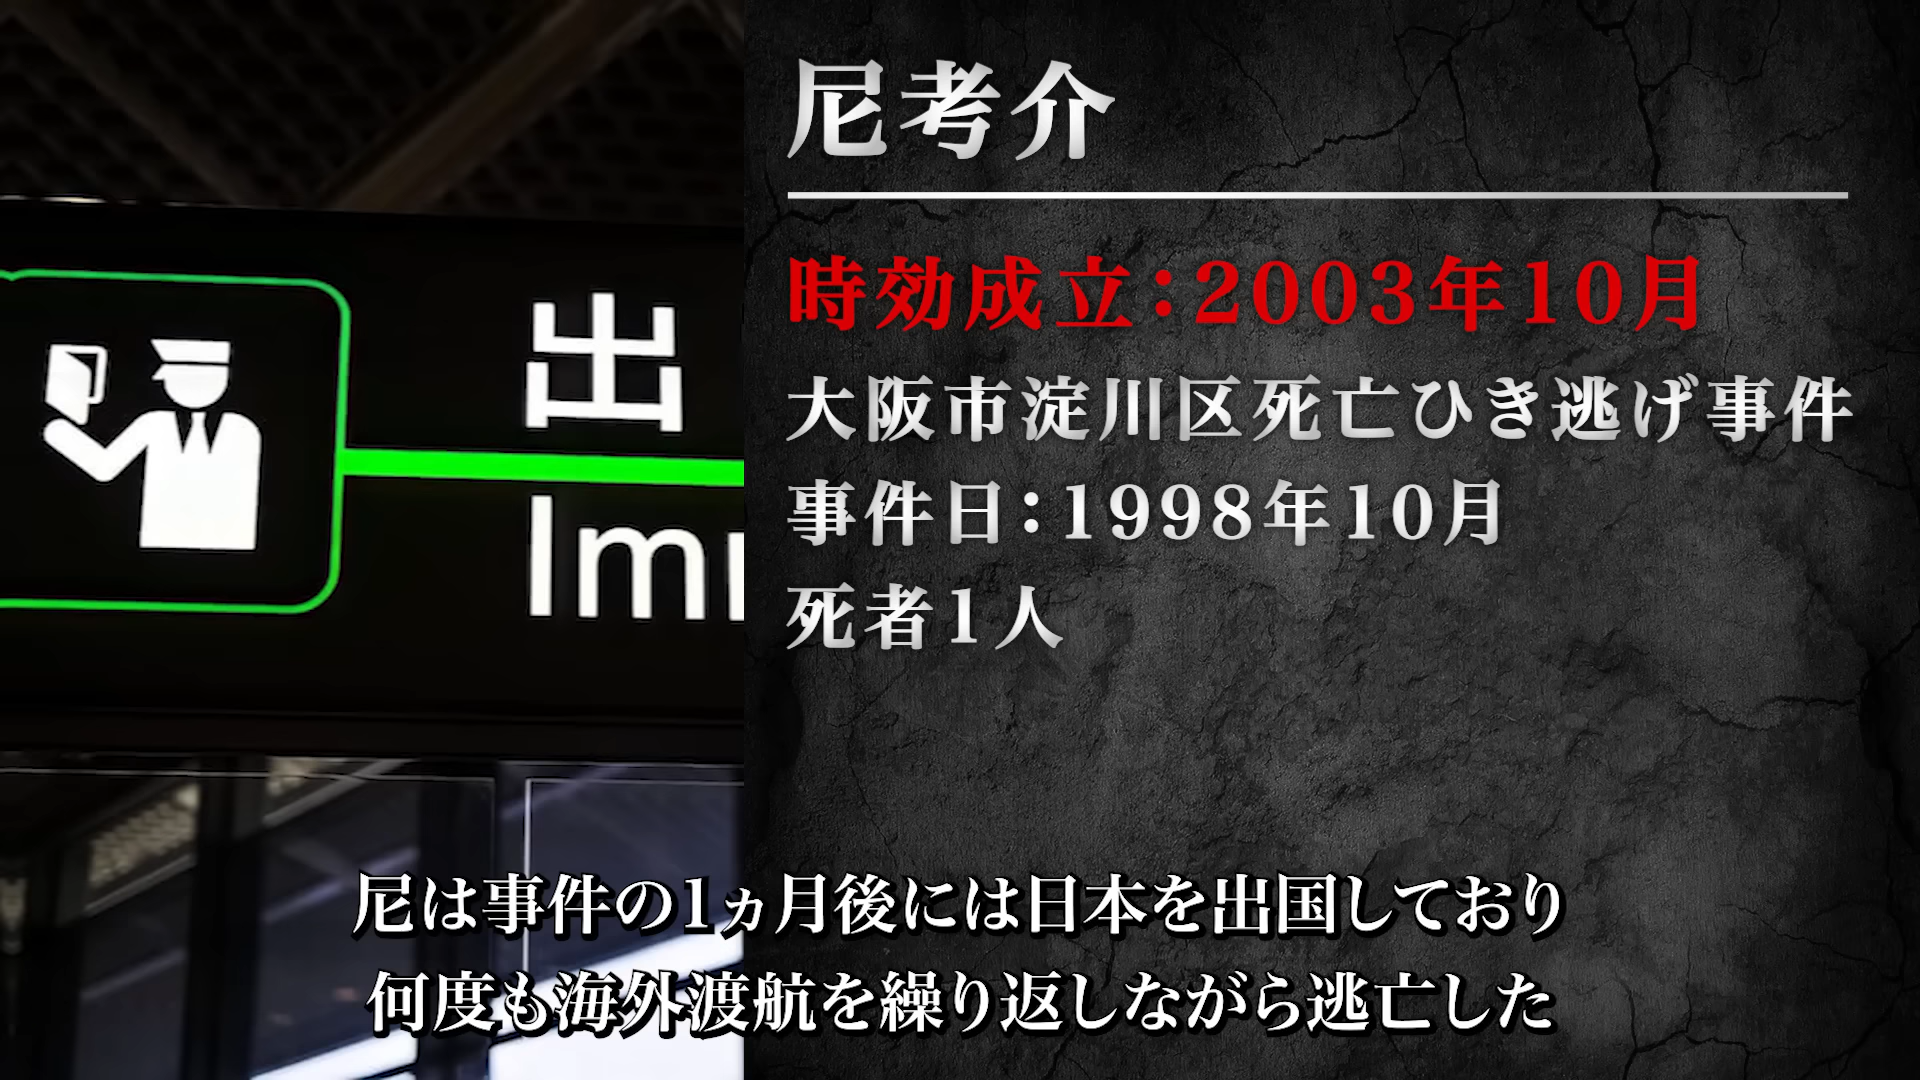 尼考介
時効成立：2003年10月
大阪市淀川区死亡ひき逃げ事件
事件日：1998年10月
死者1人
出
Im
尼は事件の1ヵ月後には日本を出国しており
何度も海外渡航を繰り返しながら逃亡した